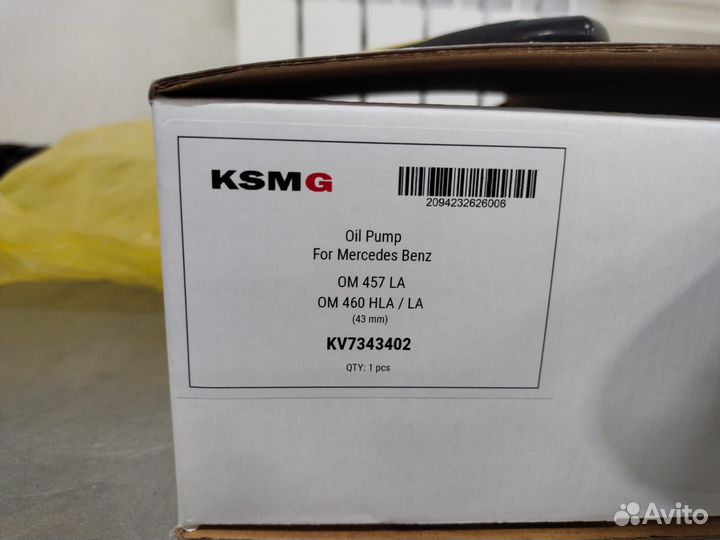 KSMG
2094232626006
Oil Pump
For Mercedes Benz
OM 457 LA
OM 460 HLA / LA
(43 mm)
KV7343402
QTY: 1 pcs
Avito